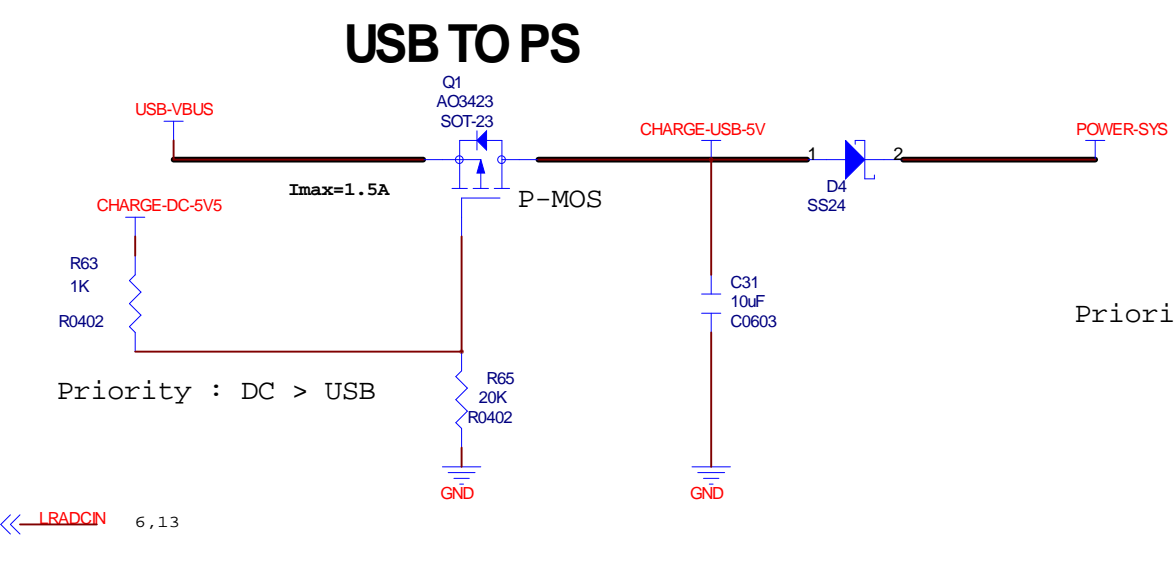 USB TO PS
Q1
AO3423
SOT-23
USB-VBUS
CHARGE-USB-5V
POWER-SYS
1
2
Imax=1.5A
P-MOS
D4
SS24
CHARGE-DC-5V5
R63
1K
R0402
C31
10uF
C0603
Priori
Priority : DC > USB
R65
20K
R0402
GND
GND
LRADCIN
6,13